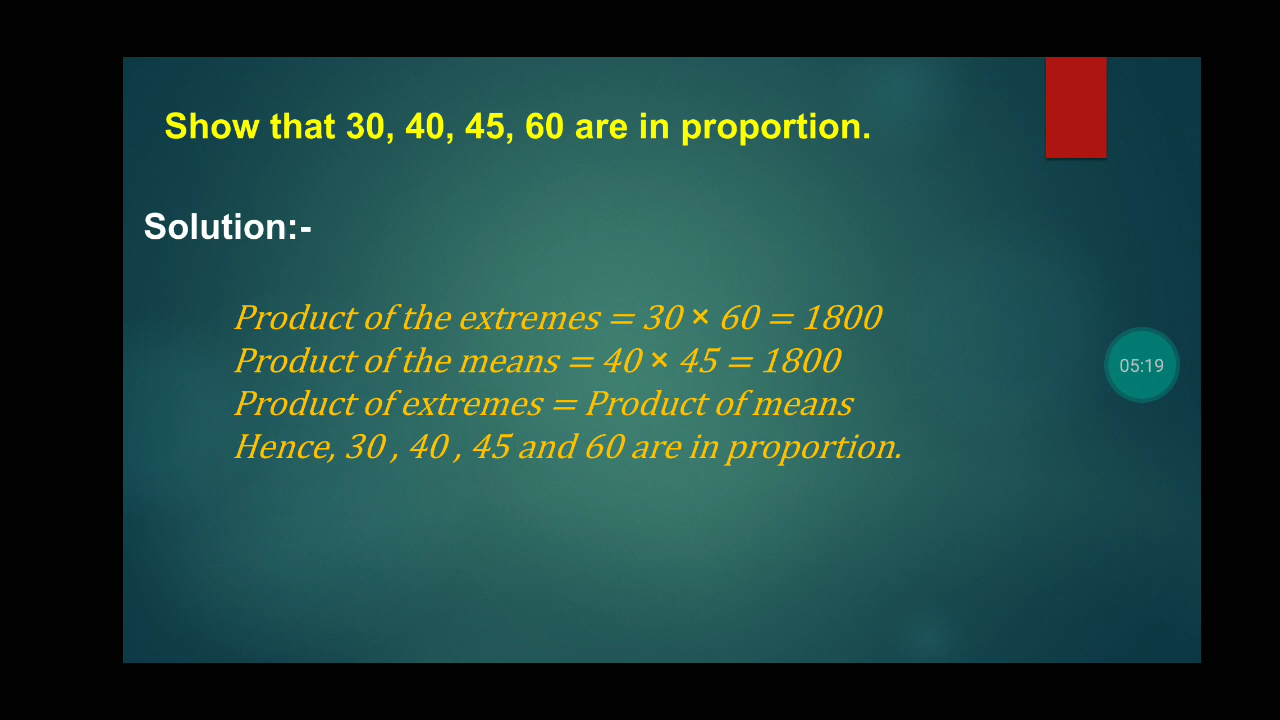 Show that 30, 40, 45, 60 are in proportion.
Solution:-
Product of the extremes = 30 × 60 = 1800
Product of the means = 40 × 45 = 1800
05:19
Product of extremes = Product of means
Hence, 30 , 40 , 45 and 60 are in proportion.